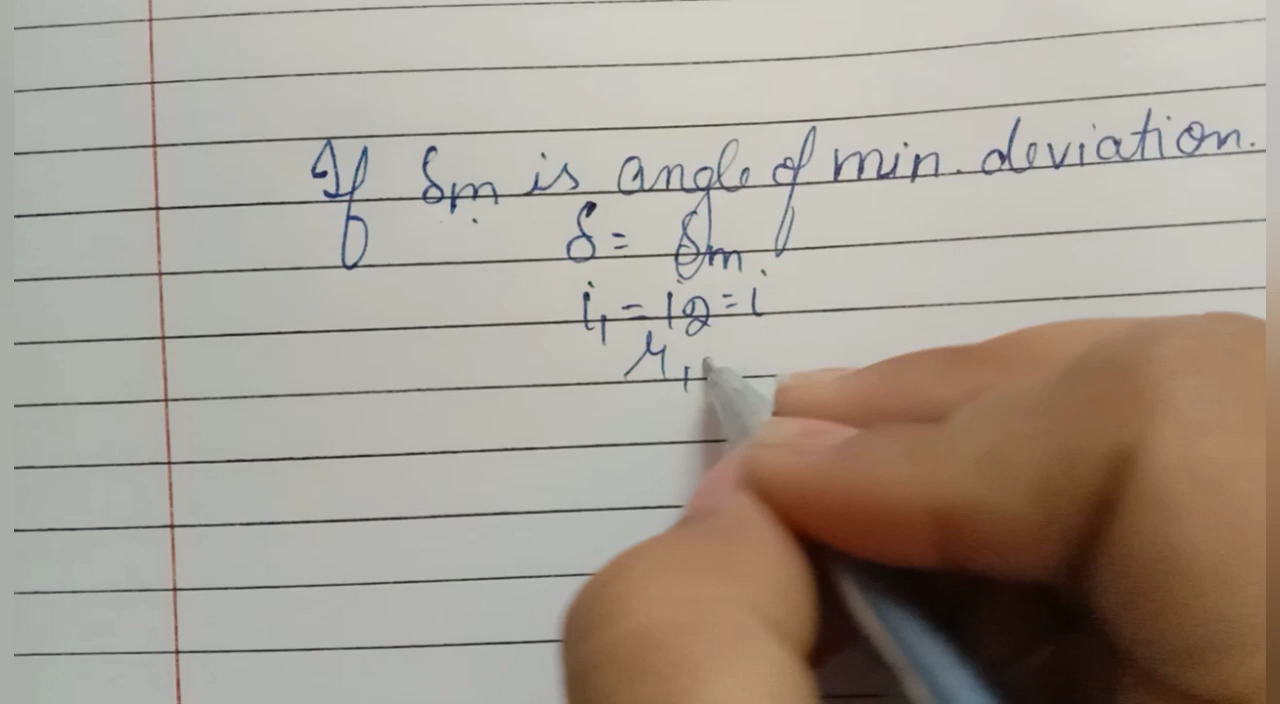 If δm is angle of min. deviation.
δ = δm
i₁ = i₂ = i
r₁